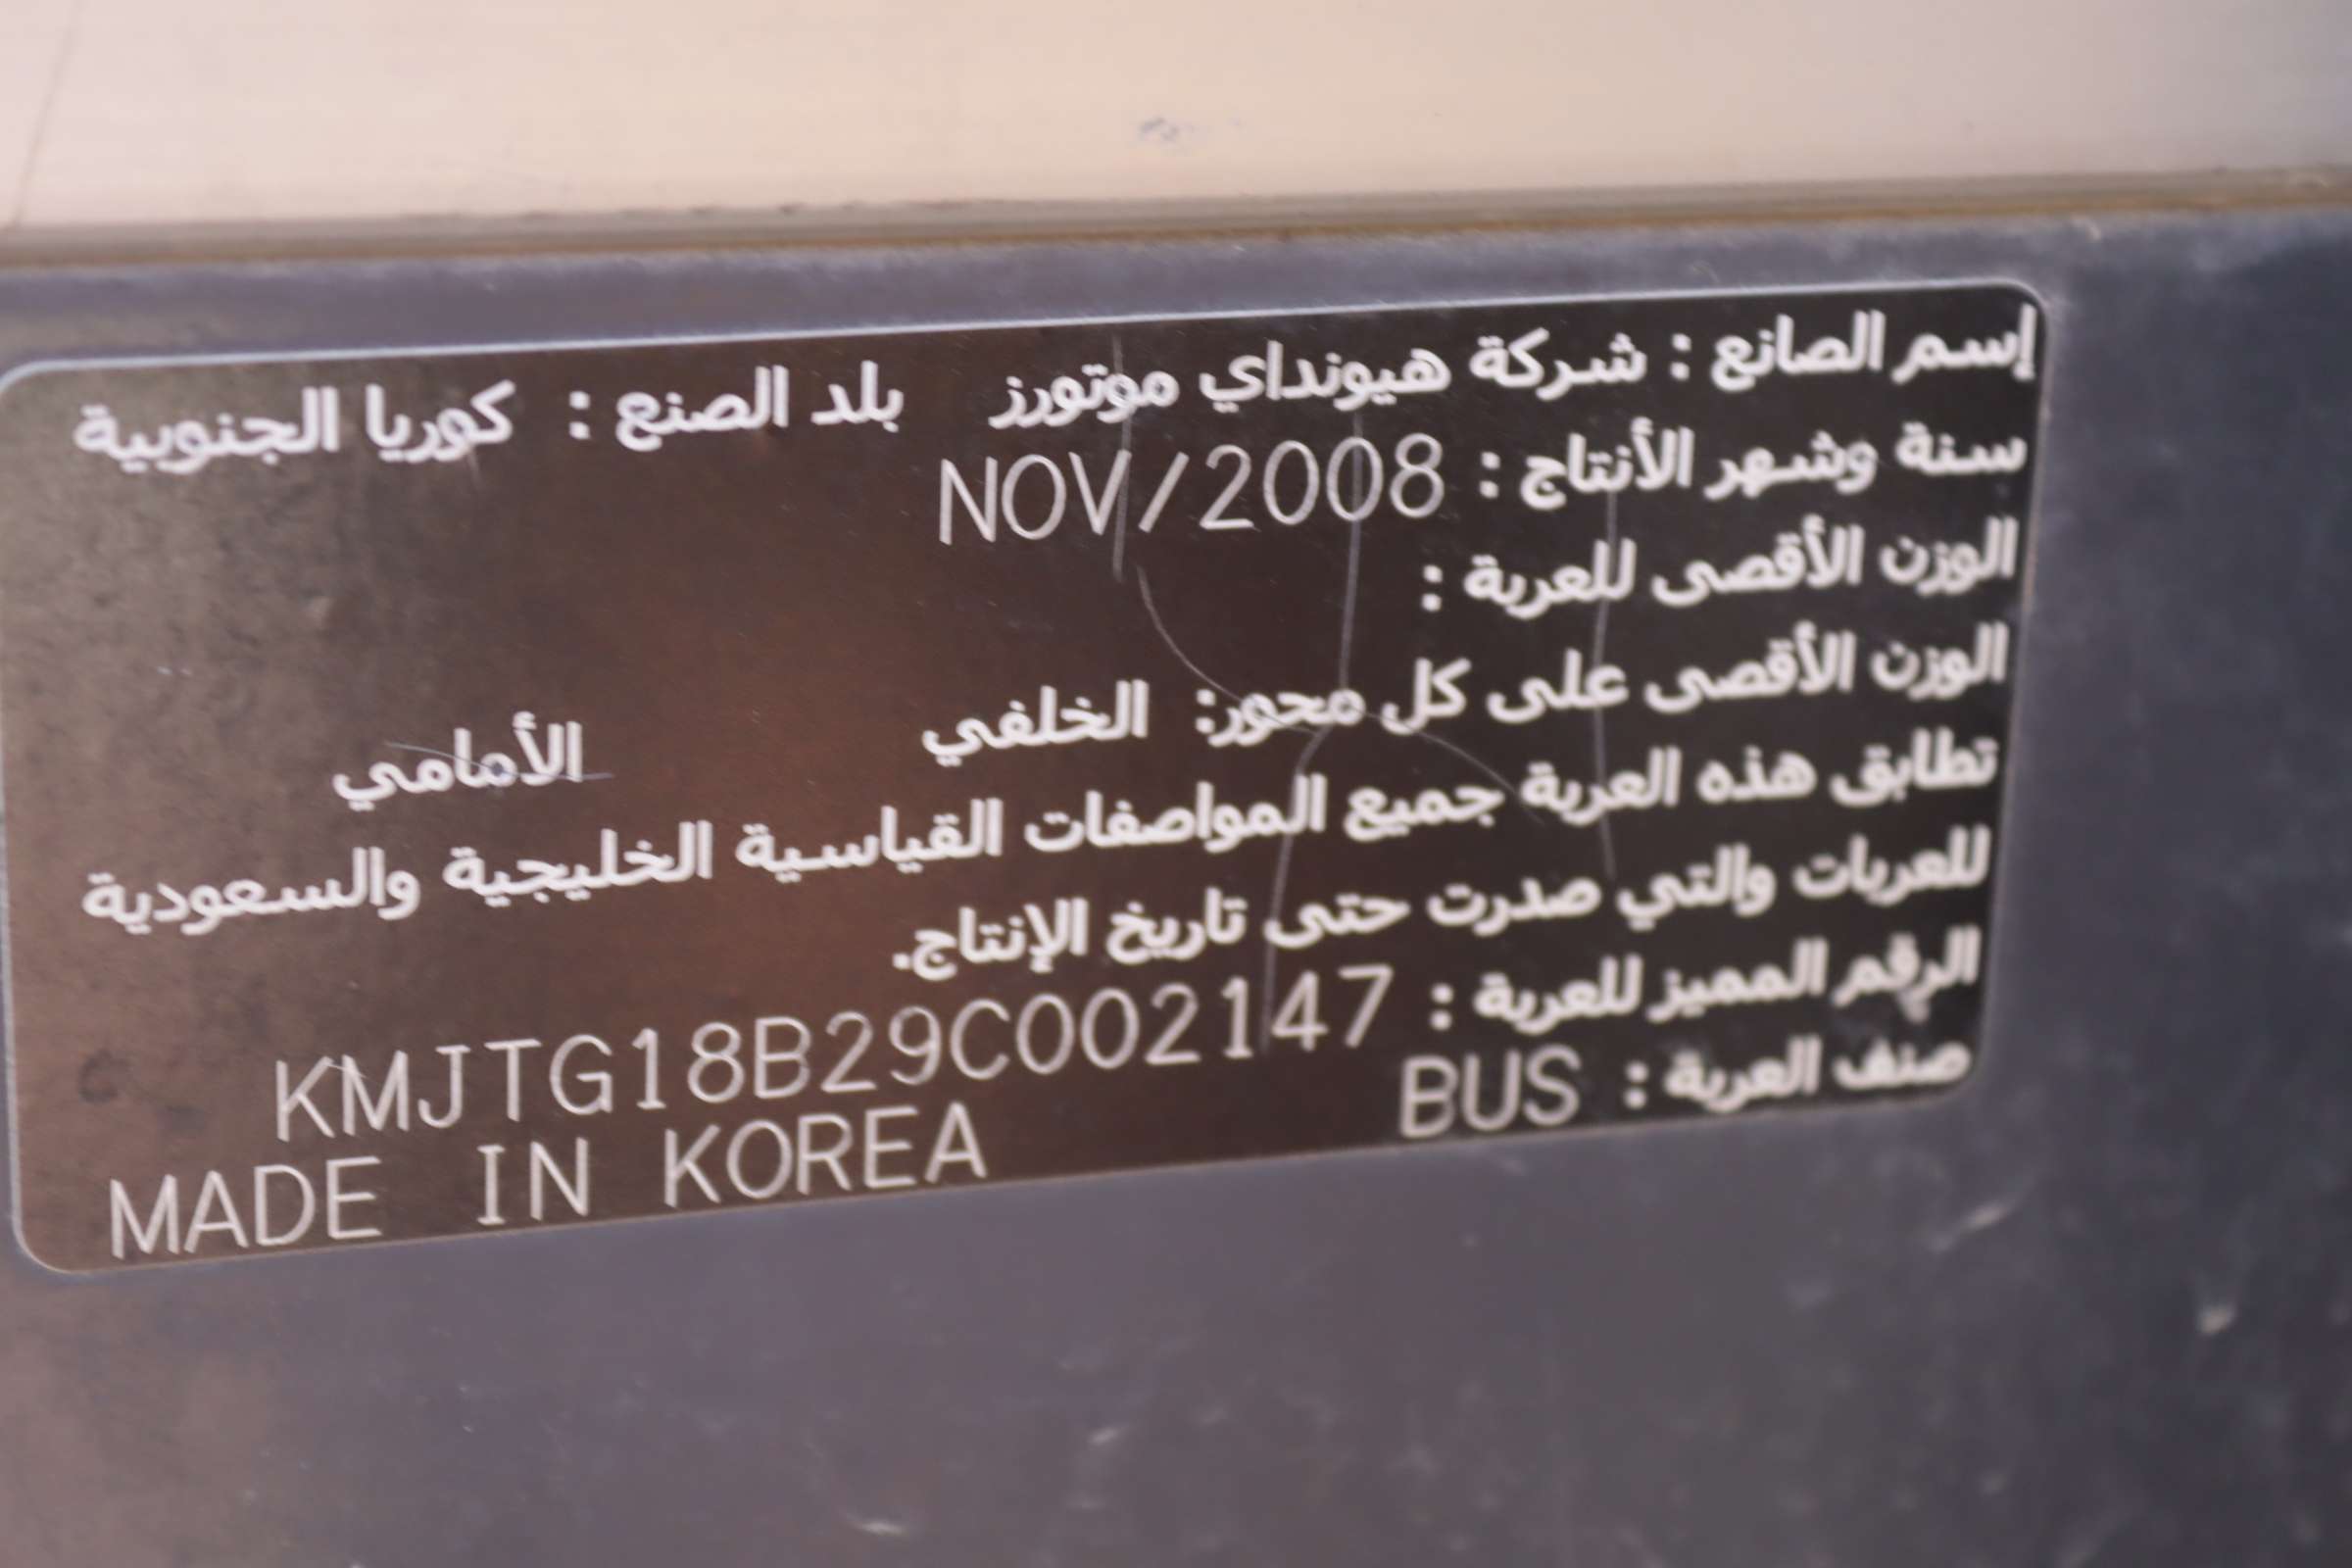 إسم الصانع : شركة هيونداي موتورز   بلد الصنع : كوريا الجنوبية
سنة وشهر الأنتاج : NOV/2008
الوزن الأقصى للعربة :
الوزن الأقصى على كل محور: الخلفي   الأمامي
تطابق هذه العربة جميع المواصفات القياسية الخليجية والسعودية
للعربات والتي صدرت حتى تاريخ الإنتاج.
الرقم المميز للعربة : KMJTG18B29C002147
صنف العربة : BUS   MADE IN KOREA